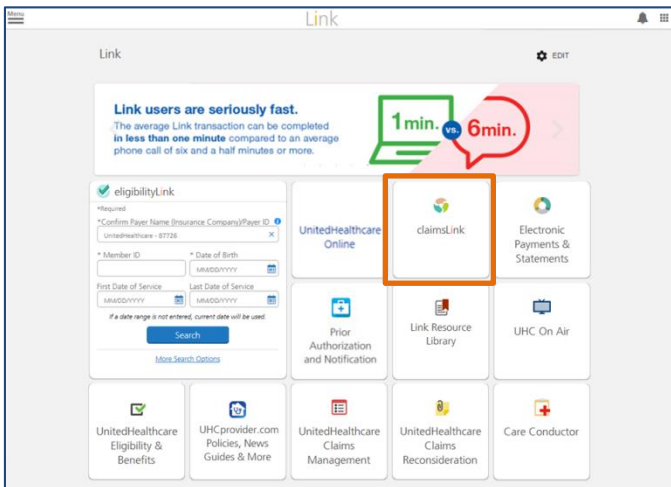 Menu
Link
Link
EDIT
Link users are seriously fast.
The average Link transaction can be completed
in less than one minute compared to an average
phone call of six and a half minutes or more.
1min.
vs.
6min.
eligibilityLink
*Required
*Confirm Payer Name (Insurance Company)/Payer ID
UnitedHealthcare - 87726
* Member ID
* Date of Birth
MM/DD/YYYY
First Date of Service
Last Date of Service
MM/DD/YYYY
MM/DD/YYYY
If a date range is not entered, current date will be used.
Search
More Search Options
UnitedHealthcare
Online
claimsLink
Electronic
Payments &
Statements
Prior
Authorization
and Notification
Link Resource
Library
UHC On Air
UnitedHealthcare
Eligibility &
Benefits
UHCprovider.com
Policies, News
Guides & More
UnitedHealthcare
Claims
Management
UnitedHealthcare
Claims
Reconsideration
Care Conductor